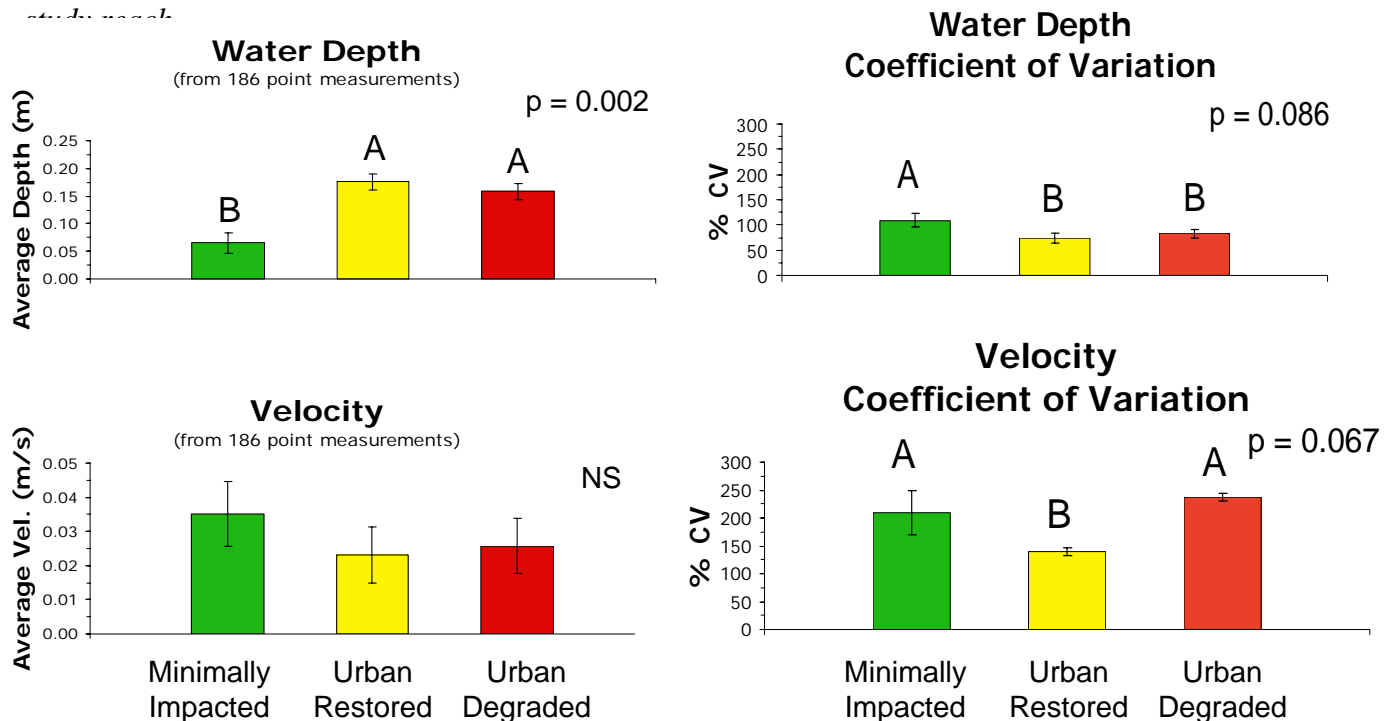 study reach
Water Depth
(from 186 point measurements)
p = 0.002
Average Depth (m)
0.25
0.20
0.15
0.10
0.05
0.00
B
A
A
Water Depth
Coefficient of Variation
p = 0.086
% CV
300
250
200
150
100
50
0
A
B
B
Velocity
(from 186 point measurements)
NS
Average Vel. (m/s)
0.05
0.04
0.03
0.02
0.01
0.00
Minimally
Impacted
Urban
Restored
Urban
Degraded
Velocity
Coefficient of Variation
p = 0.067
% CV
300
250
200
150
100
50
0
A
B
A
Minimally
Impacted
Urban
Restored
Urban
Degraded